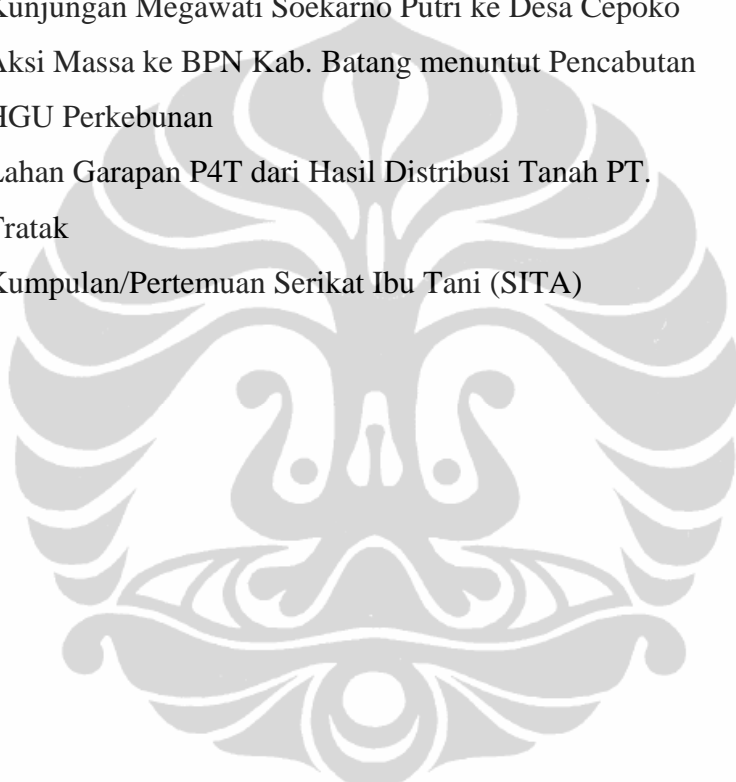 Kunjungan Megawati Soekarno Putri ke Desa Cepoko
Aksi Massa ke BPN Kab. Batang menuntut Pencabutan
HGU Perkebunan
Lahan Garapan P4T dari Hasil Distribusi Tanah PT.
Tratak
Kumpulan/Pertemuan Serikat Ibu Tani (SITA)